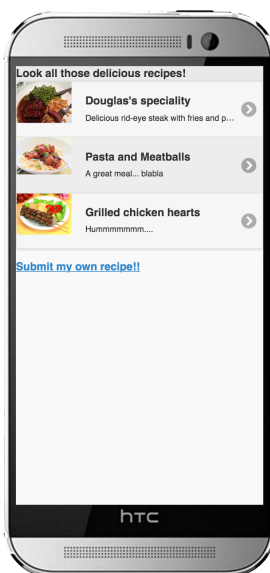 Look all those delicious recipes!
Douglas's speciality
Delicious rid-eye steak with fries and p…
Pasta and Meatballs
A great meal... blabla
Grilled chicken hearts
Hummmmmmm....
Submit my own recipe!!
hTC